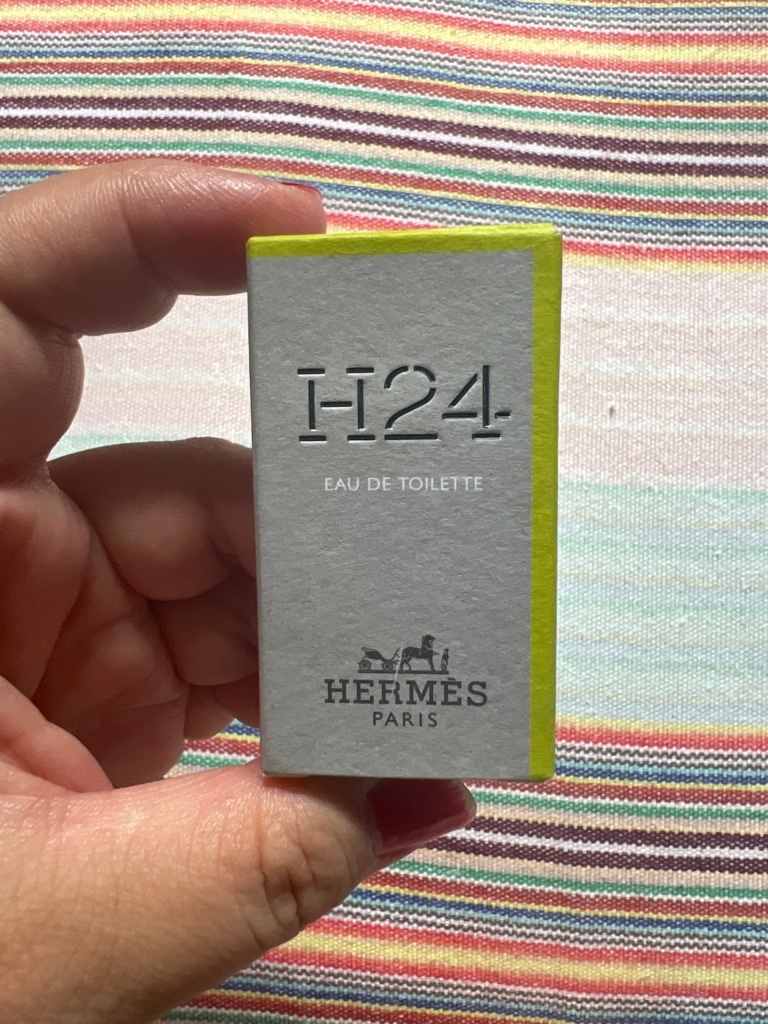 H24
EAU DE TOILETTE
HERMÈS
PARIS